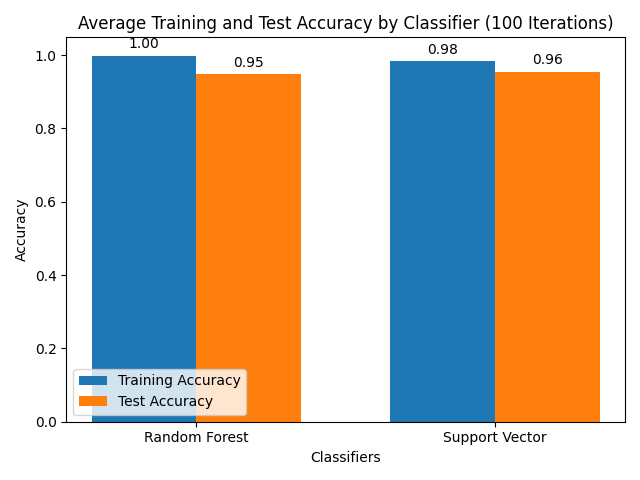 Average Training and Test Accuracy by Classifier (100 Iterations)
1.00
0.95
0.98
0.96
1.0
0.8
0.6
0.4
0.2
0.0
Accuracy
Training Accuracy
Test Accuracy
Random Forest
Support Vector
Classifiers